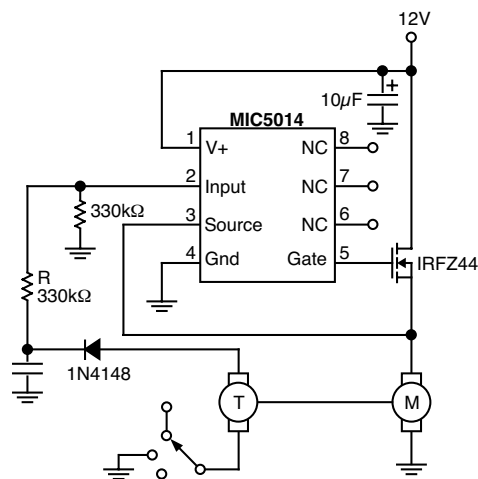 12V
10µF
+
MIC5014
1 V+ NC 8
2 Input NC 7
330kΩ
3 Source NC 6
4 Gnd Gate 5
IRFZ44
R
330kΩ
1N4148
T
M